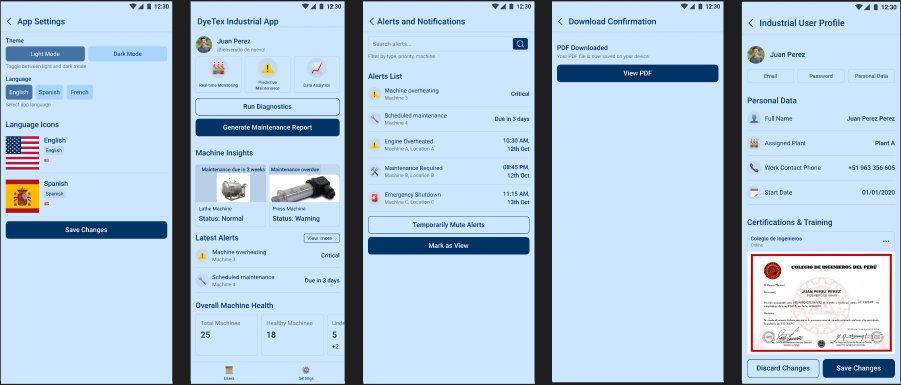 12:30
App Settings
Theme
Light Mode
Dark Mode
Toggle between light and dark mode
Language
English
Spanish
French
Select app language
Language Icons
English
English
Spanish
Spanish
Save Changes
12:30
DyeTex Industrial App
Juan Perez
¡Bienvenido de nuevo!
Real-time Monitoring
Predictive
Maintenance
Data Analytics
Run Diagnostics
Generate Maintenance Report
Machine Insights
Maintenance due in 2 weeks
Maintenance overdue
Lathe Machine
Press Machine
Status: Normal
Status: Warning
Latest Alerts
View more >
Machine overheating
Machine 3
Critical
Scheduled maintenance
Machine 4
Due in 3 days
Overall Machine Health
Total Machines
25
Healthy Machines
18
Unde
5
+2
Settings
12:30
Alerts and Notifications
Search alerts...
Filter by type, priority, machine
Alerts List
Machine overheating
Machine 3
Critical
Scheduled maintenance
Machine 4
Due in 3 days
Engine Overheated
Machine A, Location A
10:30 AM,
12th Oct
Maintenance Required
Machine B, Location B
08:45 PM,
12th Oct
Emergency Shutdown
Machine C, Location C
11:15 AM,
13th Oct
Temporarily Mute Alerts
Mark as View
12:30
Download Confirmation
PDF Downloaded
Your PDF file is now saved on your device.
View PDF
12:30
Industrial User Profile
Juan Perez
Email
Password
Personal Data
Personal Data
Full Name
Juan Perez Perez
Assigned Plant
Plant A
Work Contact Phone
+51 963 356 605
Start Date
01/01/2020
Certifications & Training
Colegio de Ingenieros
Online
COLEGIO DE INGENIEROS DEL PERÚ
JUAN PEREZ PEREZ
Discard Changes
Save Changes